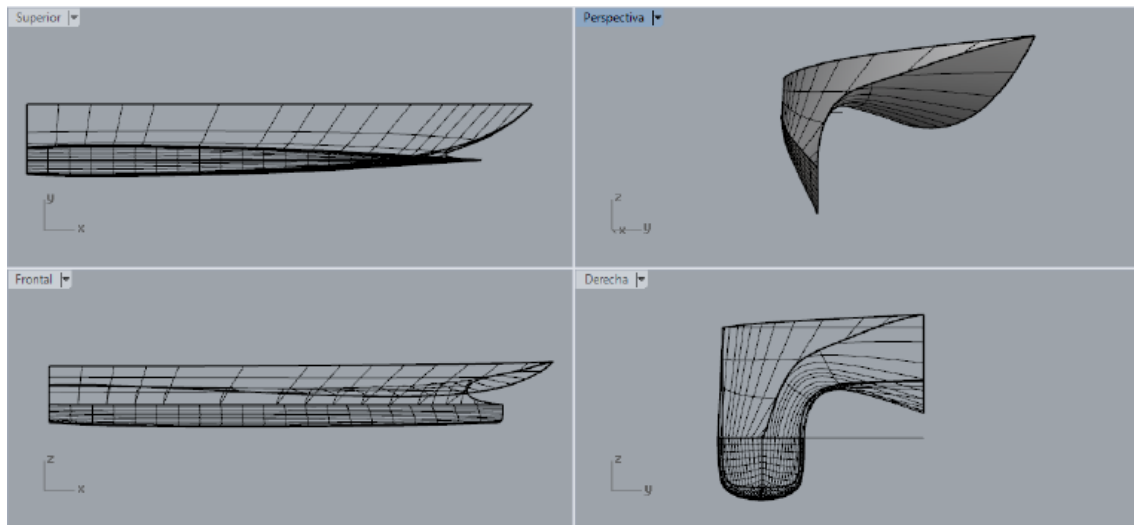 Superior
Perspectiva
y
x
z
x y
Frontal
Derecha
z
x
z
y